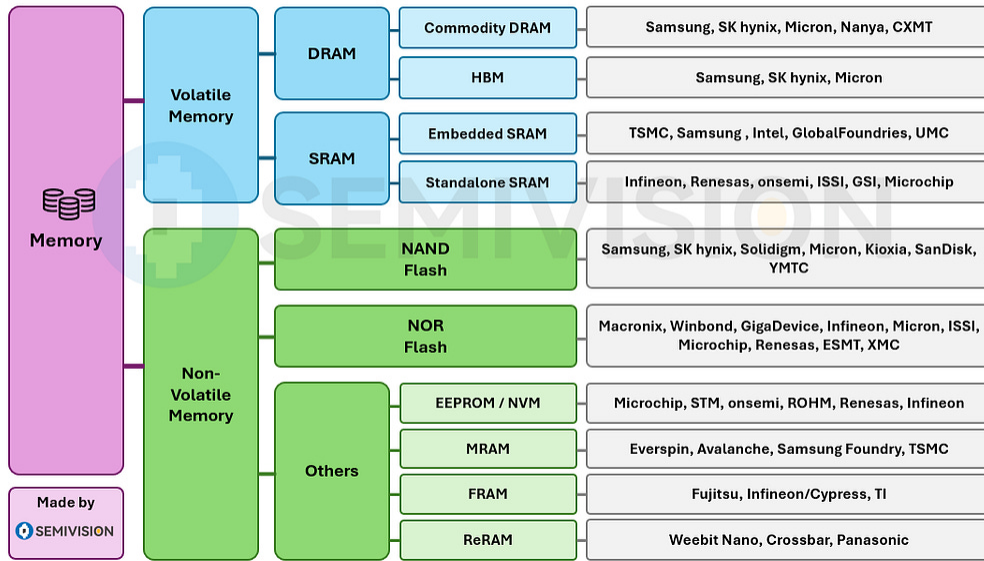 Memory
Volatile
Memory
DRAM
Commodity DRAM
Samsung, SK hynix, Micron, Nanya, CXMT
HBM
Samsung, SK hynix, Micron
SRAM
Embedded SRAM
TSMC, Samsung , Intel, GlobalFoundries, UMC
Standalone SRAM
Infineon, Renesas, onsemi, ISSI, GSI, Microchip
Non-
Volatile
Memory
NAND
Flash
Samsung, SK hynix, Solidigm, Micron, Kioxia, SanDisk,
YMTC
NOR
Flash
Macronix, Winbond, GigaDevice, Infineon, Micron, ISSI,
Microchip, Renesas, ESMT, XMC
Others
EEPROM / NVM
Microchip, STM, onsemi, ROHM, Renesas, Infineon
MRAM
Everspin, Avalanche, Samsung Foundry, TSMC
FRAM
Fujitsu, Infineon/Cypress, TI
ReRAM
Weebit Nano, Crossbar, Panasonic
Made by
SEMIVISION
SEMIVISION